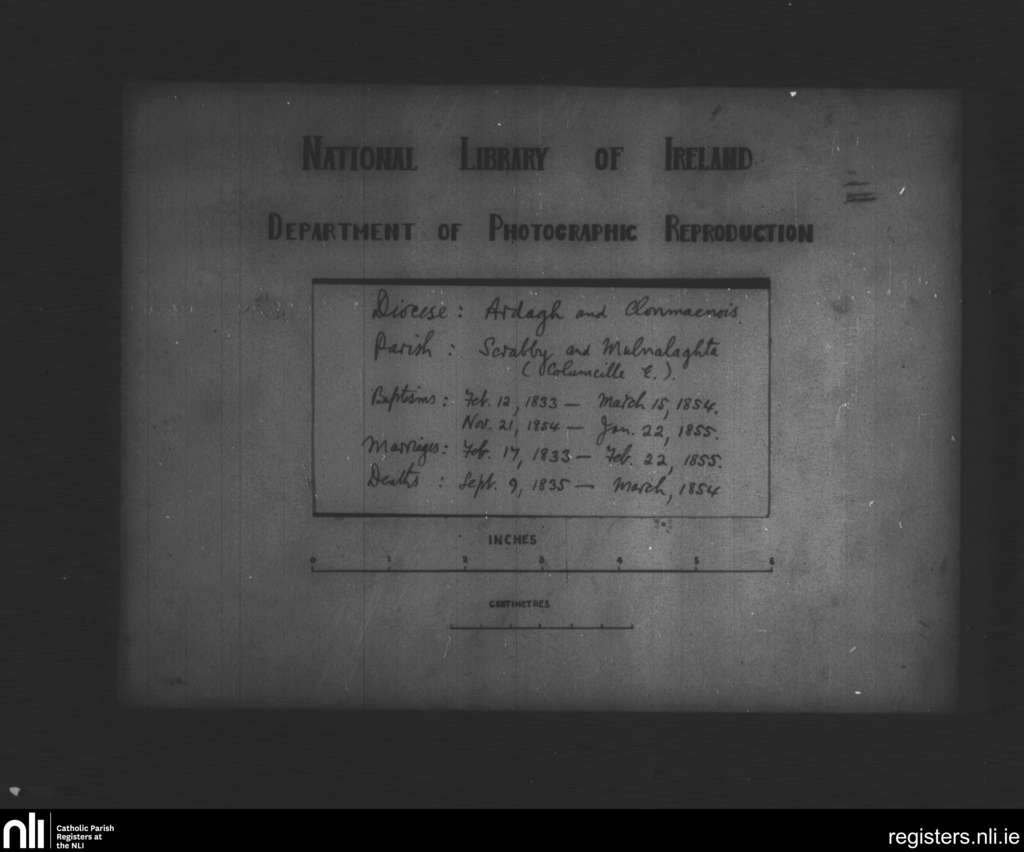 NATIONAL LIBRARY OF IRELAND
DEPARTMENT OF PHOTOGRAPHIC REPRODUCTION
Diocese : Ardagh and Clonmacnois.
Parish : Scrabby and Mulnalaghta
( Columcille E. ).
Baptisms : Feb. 12, 1833 — March 15, 1854.
Nov. 21, 1854 — Jan. 22, 1855.
Marriages : Feb. 17, 1833 — Feb. 22, 1855.
Deaths : Sept. 9, 1835 — March, 1854
INCHES
0 1 2 3 4 5 6
CENTIMETRES
nli
Catholic Parish
Registers at
the NLI
registers.nli.ie